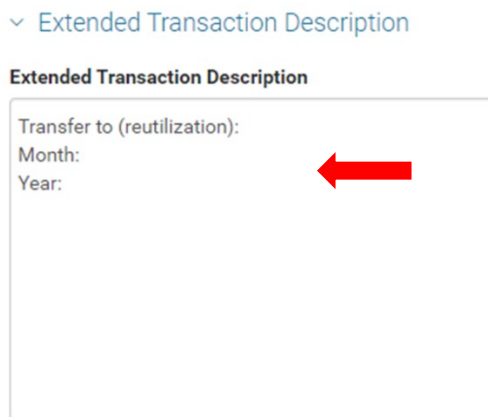 Extended Transaction Description
Extended Transaction Description
Transfer to (reutilization):
Month:
Year: